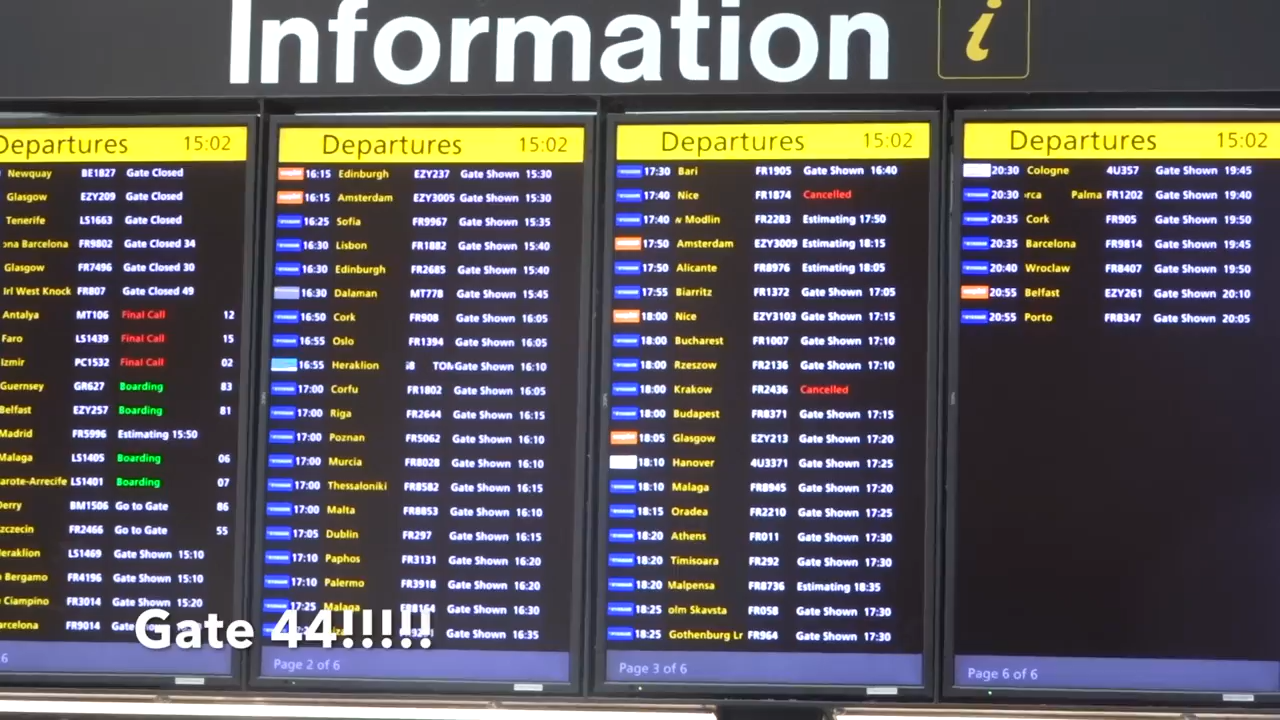 Information i
Departures 15:02
Newquay BE1827 Gate Closed
Glasgow EZY209 Gate Closed
Tenerife LS1663 Gate Closed
ona Barcelona FR9802 Gate Closed 34
Glasgow FR7496 Gate Closed 30
Irl West Knock FR807 Gate Closed 49
Antalya MT106 Final Call 12
Faro LS1439 Final Call 15
Izmir PC1532 Final Call 02
Guernsey GR627 Boarding 83
Belfast EZY257 Boarding 81
Madrid FR5996 Estimating 15:50
Malaga LS1405 Boarding 06
arote-Arrecife LS1401 Boarding 07
Derry BM1506 Go to Gate 86
zczecin FR2466 Go to Gate 55
Heraklion LS1469 Gate Shown 15:10
Bergamo FR4196 Gate Shown 15:10
Ciampino FR3014 Gate Shown 15:20
arcelona FR9014
6
Departures 15:02
16:15 Edinburgh EZY237 Gate Shown 15:30
16:15 Amsterdam EZY3005 Gate Shown 15:30
16:25 Sofia FR9967 Gate Shown 15:35
16:30 Lisbon FR1882 Gate Shown 15:40
16:30 Edinburgh FR2685 Gate Shown 15:40
16:30 Dalaman MT778 Gate Shown 15:45
16:50 Cork FR908 Gate Shown 16:05
16:55 Oslo FR1394 Gate Shown 16:05
16:55 Heraklion TOM Gate Shown 16:10
17:00 Corfu FR1802 Gate Shown 16:05
17:00 Riga FR2644 Gate Shown 16:15
17:00 Poznan FR5062 Gate Shown 16:10
17:00 Murcia FR8028 Gate Shown 16:10
17:00 Thessaloniki FR8582 Gate Shown 16:15
17:00 Malta FR8853 Gate Shown 16:10
17:05 Dublin FR297 Gate Shown 16:15
17:10 Paphos FR3131 Gate Shown 16:20
17:10 Palermo FR3918 Gate Shown 16:20
17:25 Malaga FR8164 Gate Shown 16:30
Gate Shown 16:35
Page 2 of 6
Departures 15:02
17:30 Bari FR1905 Gate Shown 16:40
17:40 Nice FR1874 Cancelled
17:40 w Modlin FR2283 Estimating 17:50
17:50 Amsterdam EZY3009 Estimating 18:15
17:50 Alicante FR8976 Estimating 18:05
17:55 Biarritz FR1372 Gate Shown 17:05
18:00 Nice EZY3103 Gate Shown 17:15
18:00 Bucharest FR1007 Gate Shown 17:10
18:00 Rzeszow FR2136 Gate Shown 17:10
18:00 Krakow FR2436 Cancelled
18:00 Budapest FR8371 Gate Shown 17:15
18:05 Glasgow EZY213 Gate Shown 17:20
18:10 Hanover 4U3371 Gate Shown 17:25
18:10 Malaga FR8945 Gate Shown 17:20
18:15 Oradea FR2210 Gate Shown 17:25
18:20 Athens FR011 Gate Shown 17:30
18:20 Timisoara FR292 Gate Shown 17:30
18:20 Malpensa FR8736 Estimating 18:35
18:25 olm Skavsta FR058 Gate Shown 17:30
18:25 Gothenburg Lr FR964 Gate Shown 17:30
Page 3 of 6
Departures 15:02
20:30 Cologne 4U357 Gate Shown 19:45
20:30 rca Palma FR1202 Gate Shown 19:40
20:35 Cork FR905 Gate Shown 19:50
20:35 Barcelona FR9814 Gate Shown 19:45
20:40 Wroclaw FR8407 Gate Shown 19:50
20:55 Belfast EZY261 Gate Shown 20:10
20:55 Porto FR8347 Gate Shown 20:05
Page 6 of 6
Gate 44!!!!!